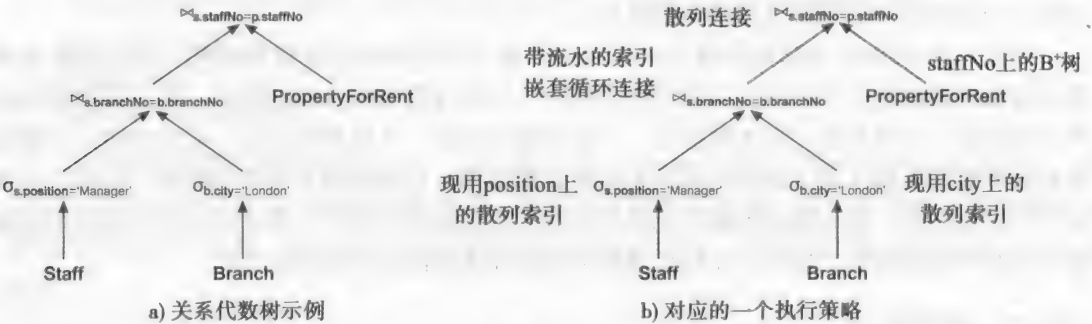 ⋈s.staffNo=p.staffNo
⋈s.branchNo=b.branchNo
PropertyForRent
σs.position='Manager'
σb.city='London'
Staff
Branch
a) 关系代数树示例
散列连接
⋈s.staffNo=p.staffNo
带流水的索引
嵌套循环连接
staffNo上的B⁺树
⋈s.branchNo=b.branchNo
PropertyForRent
现用position上
的散列索引
σs.position='Manager'
σb.city='London'
现用city上的
散列索引
Staff
Branch
b) 对应的一个执行策略